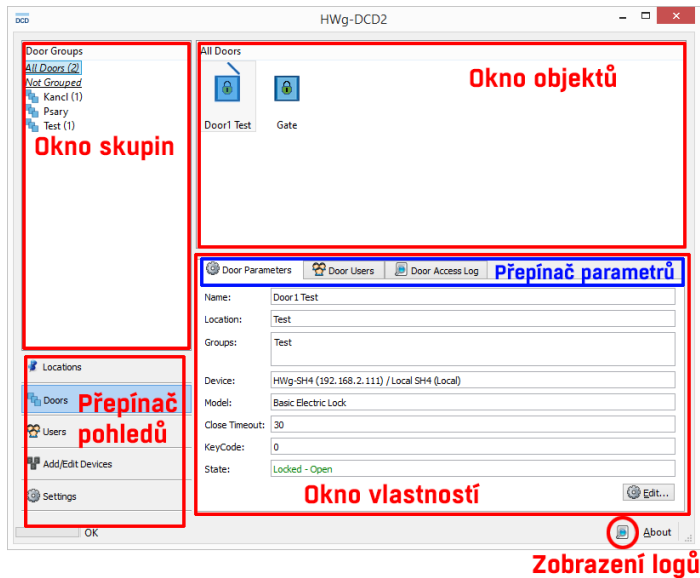 DCD
HWg-DCD2
Door Groups
All Doors (2)
Not Grouped
Kancl (1)
Psary
Test (1)
Okno skupin
All Doors
Okno objektů
Door1 Test
Gate
Door Parameters
Door Users
Door Access Log
Přepínač parametrů
Name: Door1 Test
Location: Test
Groups: Test
Device: HWg-SH4 (192.168.2.111) / Local SH4 (Local)
Model: Basic Electric Lock
Close Timeout: 30
KeyCode: 0
State: Locked - Open
Okno vlastností
Edit...
Locations
Doors
Users
Add/Edit Devices
Settings
Přepínač
pohledů
OK
About
Zobrazení logů